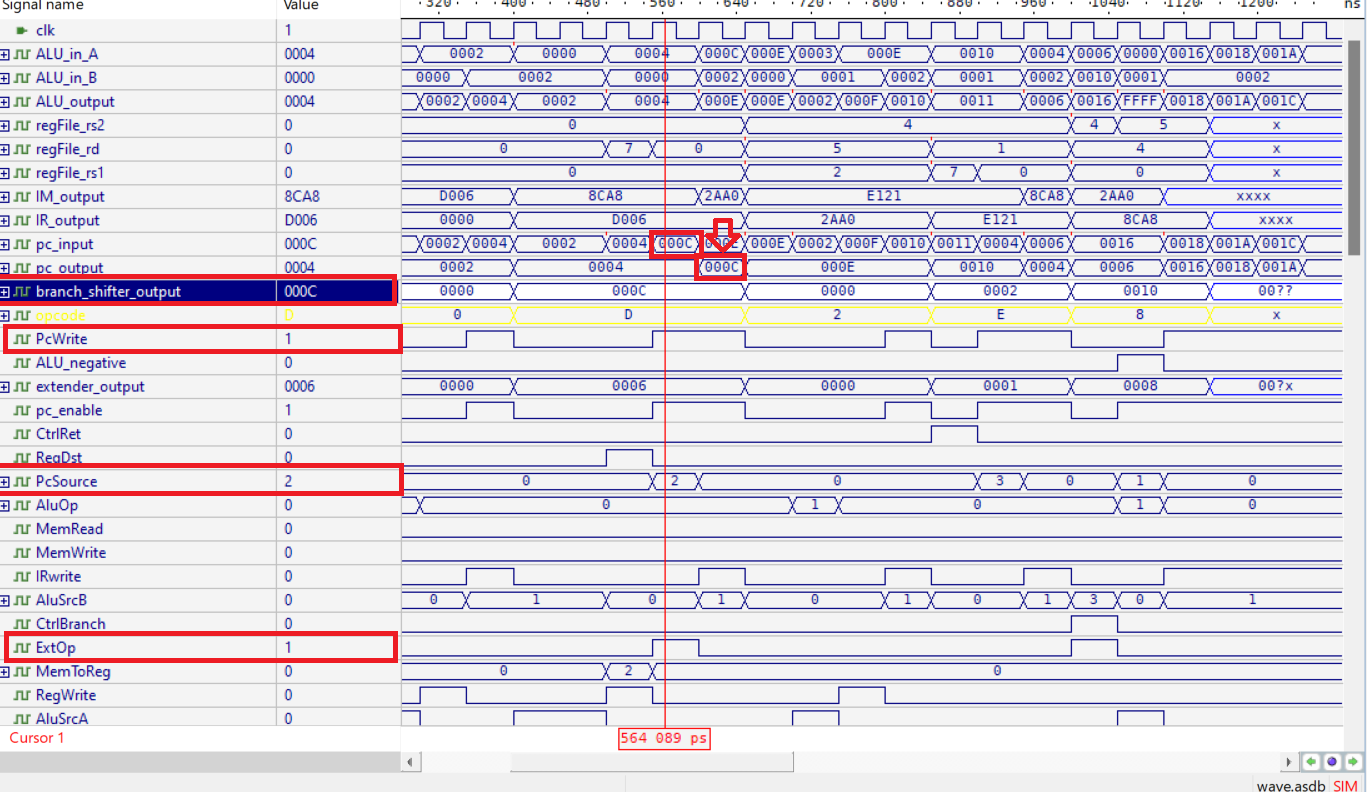 Signal name Value 320 400 480 560 640 720 800 880 960 1040 1120 1200 ns
clk 1
ALU_in_A 0004 0002 0000 0004 000C 000E 0003 000E 0010 0004 0006 0000 0016 0018 001A
ALU_in_B 0000 0000 0002 0000 0002 0000 0001 0002 0001 0002 0010 0001 0002
ALU_output 0004 0002 0004 0002 0004 000E 000E 0002 000F 0010 0011 0006 0016 FFFF 0018 001A 001C
regFile_rs2 0 0 4 4 5 x
regFile_rd 0 0 7 0 5 1 4 x
regFile_rs1 0 0 2 7 0 0 x
IM_output 8CA8 D006 8CA8 2AA0 E121 8CA8 2AA0 xxxx
IR_output D006 0000 D006 2AA0 E121 8CA8 xxxx
pc_input 000C 0002 0004 0002 0004 000C 000E 000E 0002 000F 0010 0011 0004 0006 0016 0018 001A 001C
pc_output 0004 0002 0004 000C 000E 0010 0004 0006 0016 0018 001A
branch_shifter_output 000C 0000 000C 0000 0002 0010 00??
opcode D 0 D 2 E 8 x
PcWrite 1
ALU_negative 0
extender_output 0006 0000 0006 0000 0001 0008 00?x
pc_enable 1
CtrlRet 0
RegDst 0
PcSource 2 0 2 0 3 0 1 0
AluOp 0 0 1 0 1 0
MemRead 0
MemWrite 0
IRwrite 0
AluSrcB 0 0 1 0 1 0 1 0 1 3 0 1
CtrlBranch 0
ExtOp 1
MemToReg 0 0 2 0
RegWrite 0
AluSrcA 0
Cursor 1 564 089 ps
wave.asdb SIM